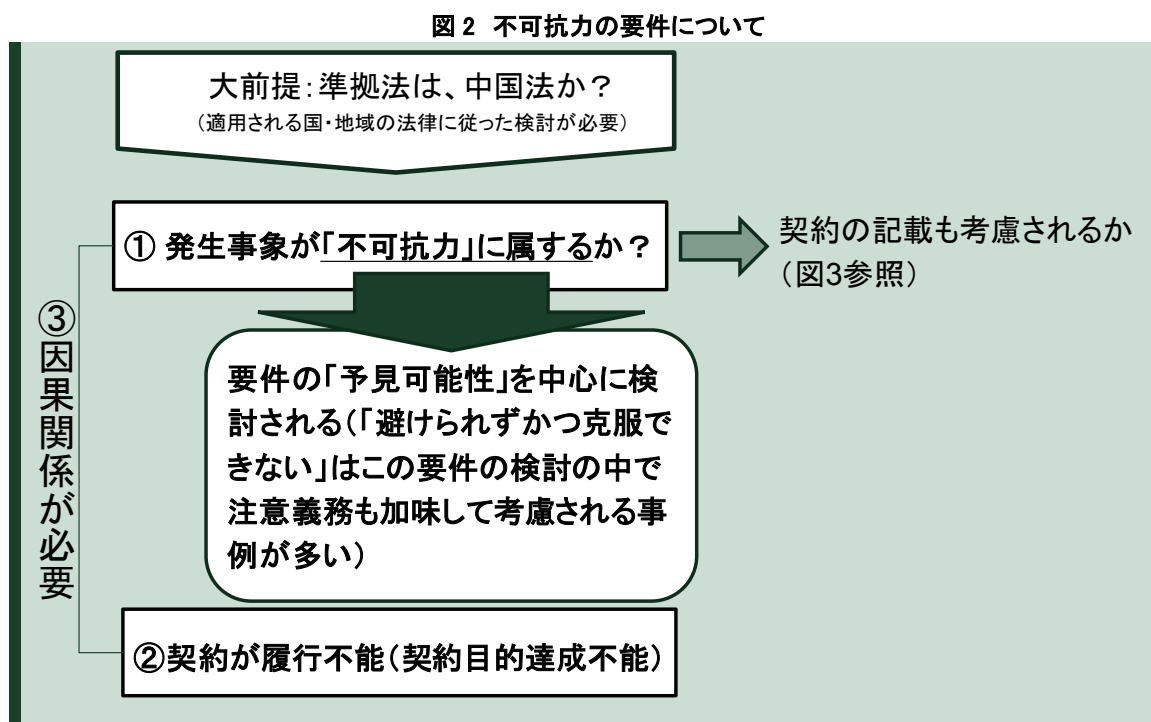 図 2 不可抗力の要件について
大前提：準拠法は、中国法か？
（適用される国・地域の法律に従った検討が必要）
① 発生事象が「不可抗力」に属するか？
契約の記載も考慮されるか
（図3参照）
要件の「予見可能性」を中心に検
討される（「避けられずかつ克服で
きない」はこの要件の検討の中で
注意義務も加味して考慮される事
例が多い）
②契約が履行不能（契約目的達成不能）
③因果関係が必要